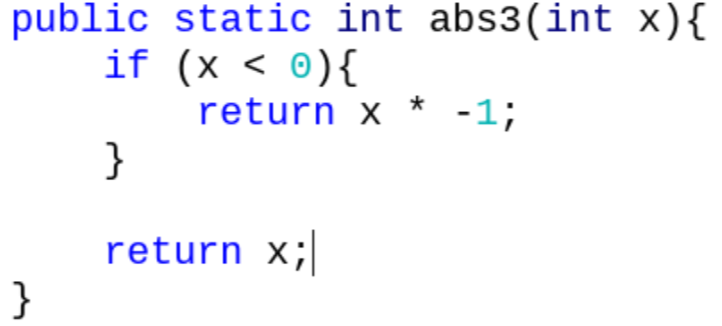 public static int abs3(int x){
    if (x < 0){
        return x * -1;
    }

    return x;
}